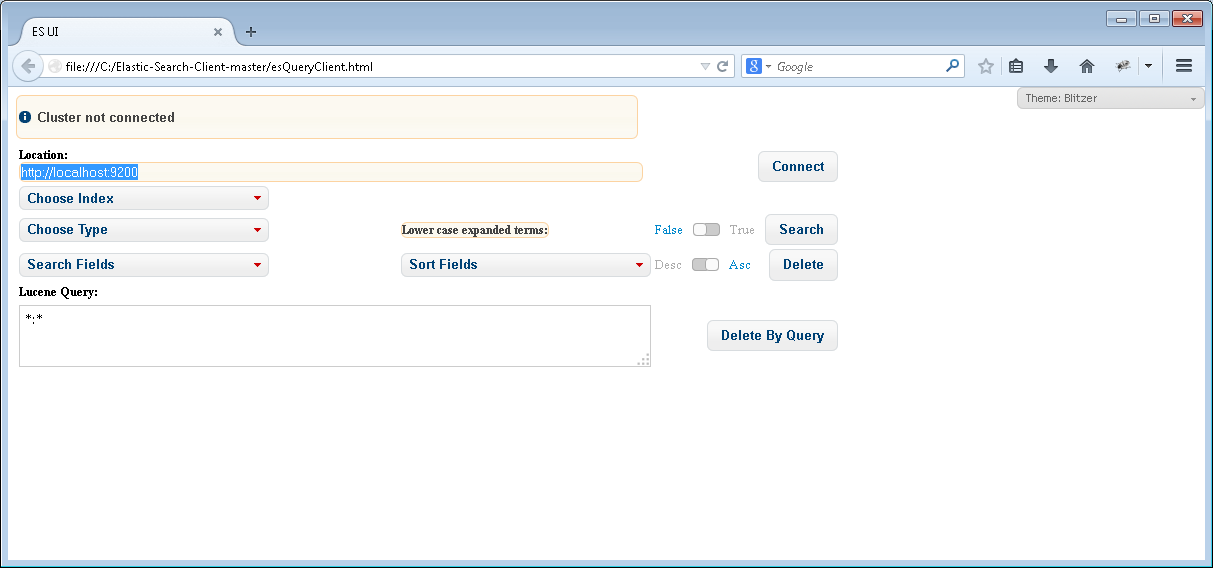 ES UI
file:///C:/Elastic-Search-Client-master/esQueryClient.html
8 Google
Theme: Blitzer
Cluster not connected
Location:
http://localhost:9200
Connect
Choose Index
Choose Type
Lower case expanded terms:
False True
Search
Search Fields
Sort Fields
Desc Asc
Delete
Lucene Query:
*:*
Delete By Query